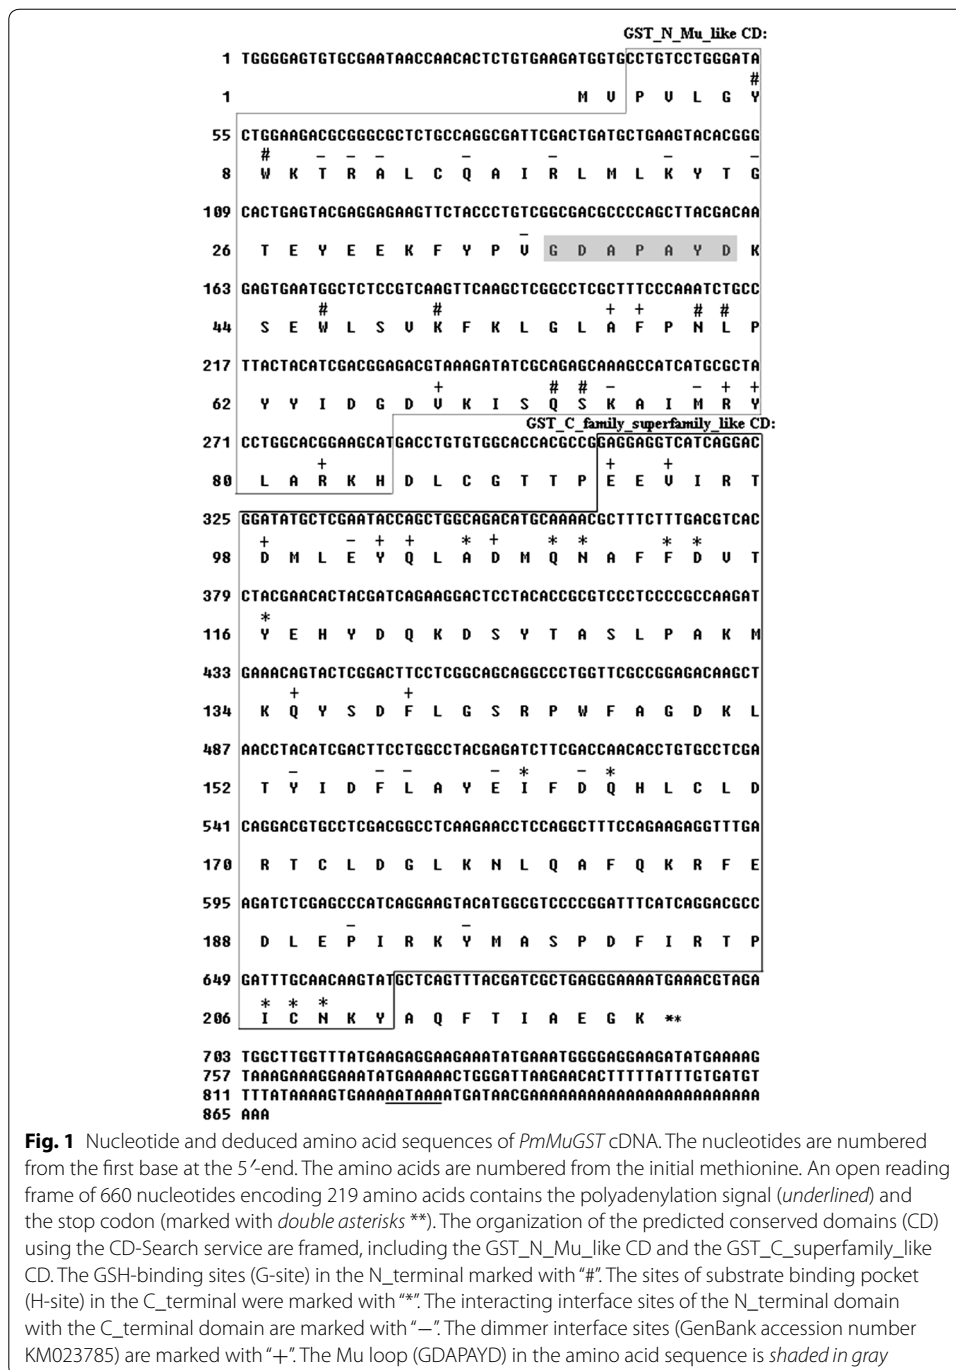 GST_N_Mu_like CD:
1 TGGGGAGTGTGCGAATAACCAACACTCTGTGAAGATGGTGCCTGTCCTGGGATA
#
1 M V P V L G Y
55 CTGGAAGACGCGGGCGCTCTGCCAGGCGATTCGACTGATGCTGAAGTACACGGG
# – – – – – – –
8 W K T R A L C Q A I R L M L K Y T G
109 CACTGAGTACGAGGAGAAGTTCTACCCTGTCGGCGACGCCCCAGCTTACGACAA
–
26 T E Y E E K F Y P V G D A P A Y D K
163 GAGTGAATGGCTCTCCGTCAAGTTCAAGCTCGGCCTCGCTTTCCCAAATCTGCC
# # + + # #
44 S E W L S V K F K L G L A F P N L P
217 TTACTACATCGACGGAGACGTAAAGATATCGCAGAGCAAAGCCATCATGCGCTA
+ # # – – + +
62 Y Y I D G D V K I S Q S K A I M R Y
GST_C_family_superfamily_like CD:
271 CCTGGCACGGAAGCATGACCTGTGTGGCACCACGCCGGAGGAGGTCATCAGGAC
+ + +
80 L A R K H D L C G T T P E E V I R T
325 GGATATGCTCGAATACCAGCTGGCAGACATGCAAAACGCTTTCTTTGACGTCAC
+ – + + * + * * * *
98 D M L E Y Q L A D M Q N A F F D V T
379 CTACGAACACTACGATCAGAAGGACTCCTACACCGCGTCCCTCCCCGCCAAGAT
*
116 Y E H Y D Q K D S Y T A S L P A K M
433 GAAACAGTACTCGGACTTCCTCGGCAGCAGGCCCTGGTTCGCCGGAGACAAGCT
+ +
134 K Q Y S D F L G S R P W F A G D K L
487 AACCTACATCGACTTCCTGGCCTACGAGATCTTCGACCAACACCTGTGCCTCGA
– – – – * – *
152 T Y I D F L A Y E I F D Q H L C L D
541 CAGGACGTGCCTCGACGGCCTCAAGAACCTCCAGGCTTTCCAGAAGAGGTTTGA
170 R T C L D G L K N L Q A F Q K R F E
595 AGATCTCGAGCCCATCAGGAAGTACATGGCGTCCCCGGATTTCATCAGGACGCC
– –
188 D L E P I R K Y M A S P D F I R T P
649 GATTTGCAACAAGTATGCTCAGTTTACGATCGCTGAGGGAAAATGAAACGTAGA
* * *
206 I C N K Y A Q F T I A E G K **
703 TGGCTTGGTTTATGAAGAGGAAGAAATATGAAATGGGGAGGAAGATATGAAAAG
757 TAAAGAAAGGAAATATGAAAAACTGGGATTAAGAACACTTTTTATTTGTGATGT
811 TTTATAAAAGTGAAAAATAAAATGATAACGAAAAAAAAAAAAAAAAAAAAAAAA
865 AAA
Fig. 1 Nucleotide and deduced amino acid sequences of PmMuGST cDNA. The nucleotides are numbered
from the first base at the 5′-end. The amino acids are numbered from the initial methionine. An open reading
frame of 660 nucleotides encoding 219 amino acids contains the polyadenylation signal (underlined) and
the stop codon (marked with double asterisks **). The organization of the predicted conserved domains (CD)
using the CD-Search service are framed, including the GST_N_Mu_like CD and the GST_C_superfamily_like
CD. The GSH-binding sites (G-site) in the N_terminal marked with “#”. The sites of substrate binding pocket
(H-site) in the C_terminal were marked with “*”. The interacting interface sites of the N_terminal domain
with the C_terminal domain are marked with “−”. The dimmer interface sites (GenBank accession number
KM023785) are marked with “+”. The Mu loop (GDAPAYD) in the amino acid sequence is shaded in gray